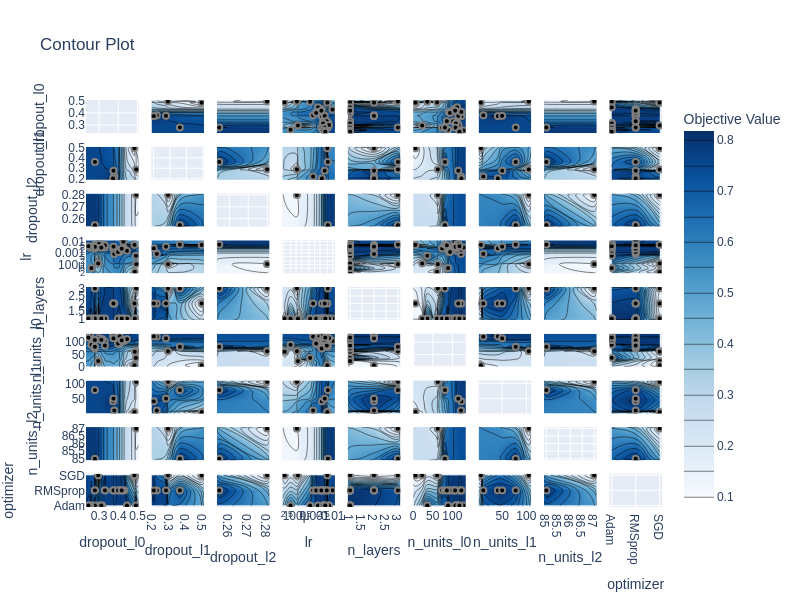 Contour Plot
Objective Value
dropout_l0
0.5
0.4
0.3
dropout_l1
0.5
0.4
0.3
0.2
dropout_l2
0.28
0.27
0.26
lr
0.01
0.001
100μ
n_layers
3
2.5
2
1.5
1
n_units_l0
100
50
0
n_units_l1
100
50
n_units_l2
87
86.5
86
85.5
85
optimizer
SGD
RMSprop
Adam
0.3 0.4 0.5
0.2 0.3 0.4 0.5
0.26 0.27 0.28
1 1.5 2 2.5 3
0 50 100
50 100
85 85.5 86 86.5 87
Adam RMSprop SGD
dropout_l0
dropout_l1
dropout_l2
lr
n_layers
n_units_l0
n_units_l1
n_units_l2
optimizer
0.8
0.7
0.6
0.5
0.4
0.3
0.2
0.1